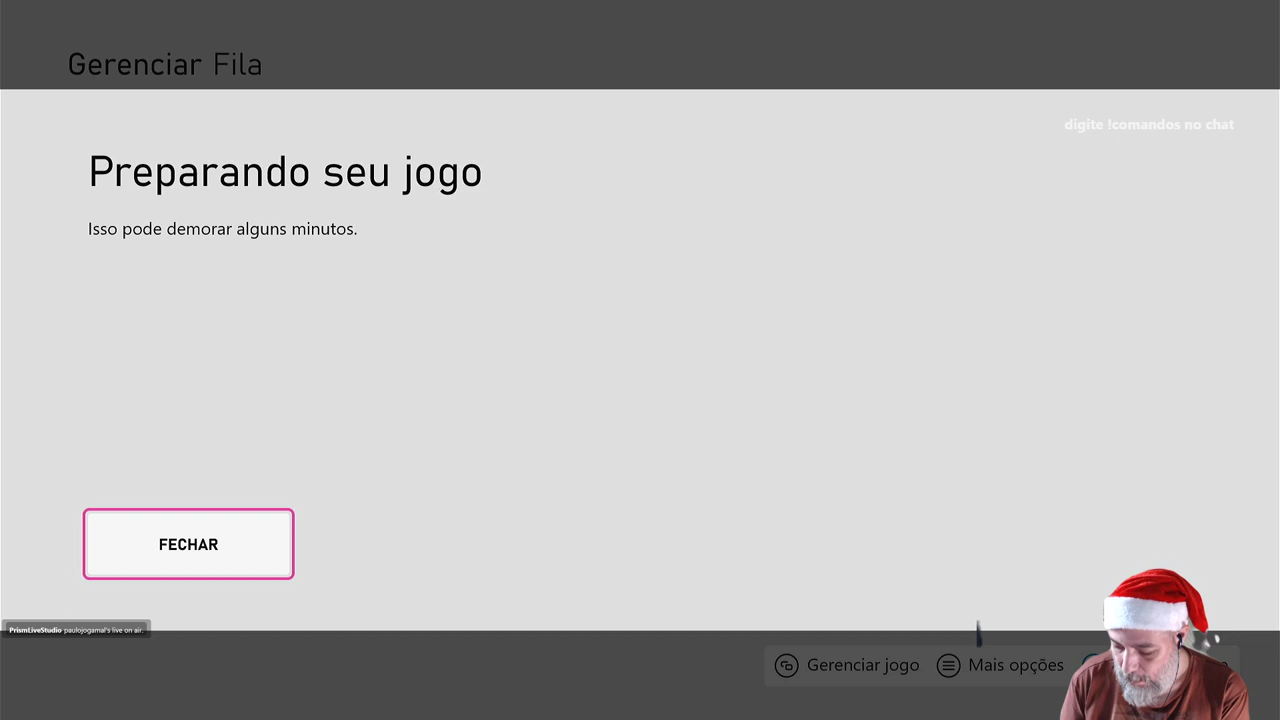 Gerenciar Fila
digite !comandos no chat
Preparando seu jogo
Isso pode demorar alguns minutos.
FECHAR
PrismLiveStudio paulojogamal's live on air.
Gerenciar jogo
Mais opções